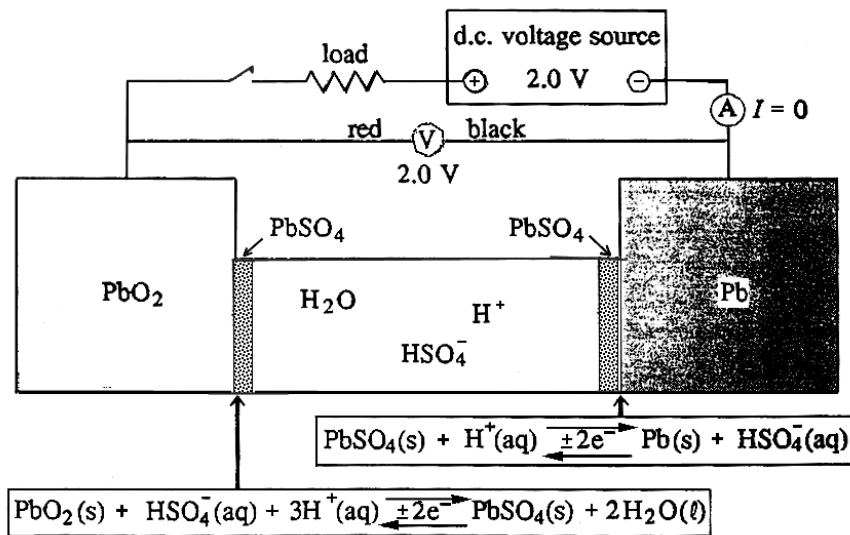 d.c. voltage source
load
+ 2.0 V −
A I = 0
red V black
2.0 V
PbSO₄ PbSO₄
PbO₂ H₂O H⁺ Pb
HSO₄⁻
PbSO₄(s) + H⁺(aq) ±2e⁻ Pb(s) + HSO₄⁻(aq)
PbO₂(s) + HSO₄⁻(aq) + 3H⁺(aq) ±2e⁻ PbSO₄(s) + 2H₂O(ℓ)